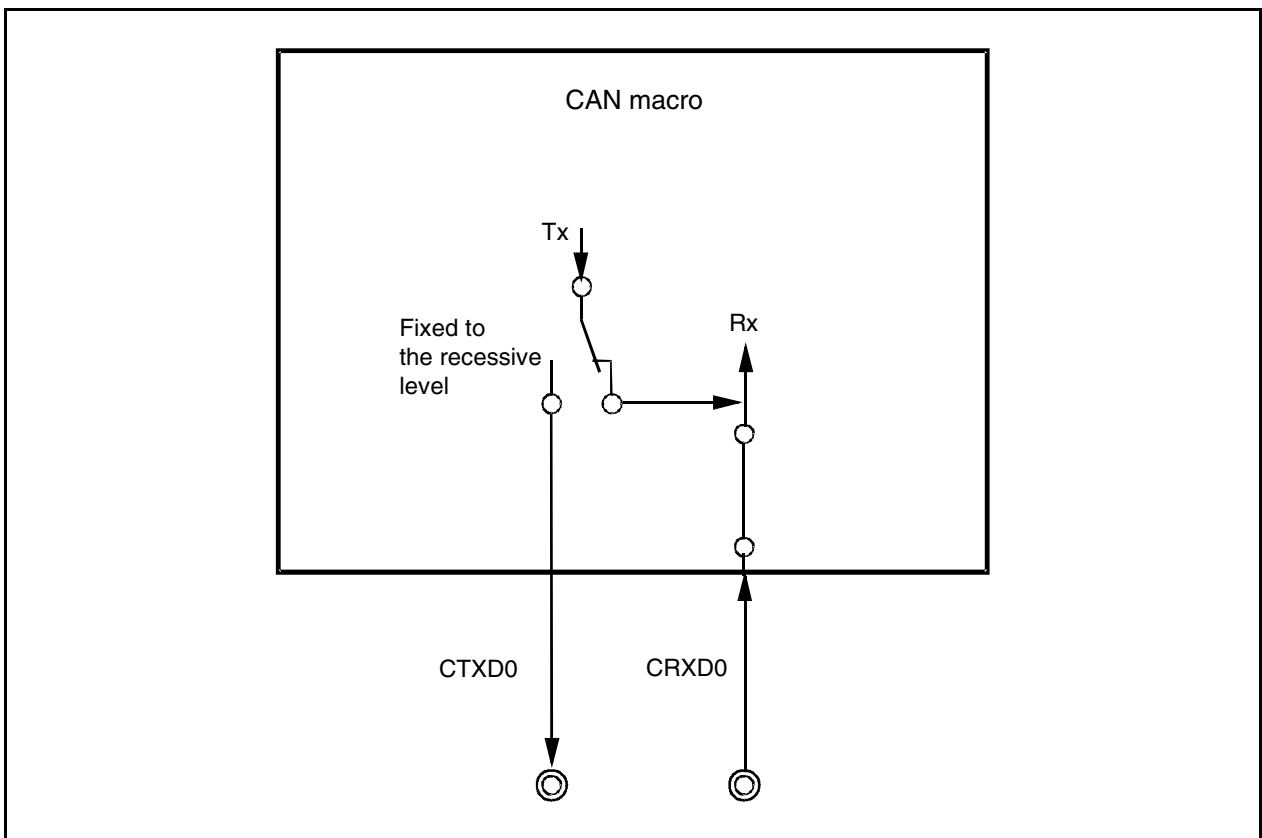 CAN macro
Tx
Fixed to
the recessive
level
Rx
CTXD0
CRXD0